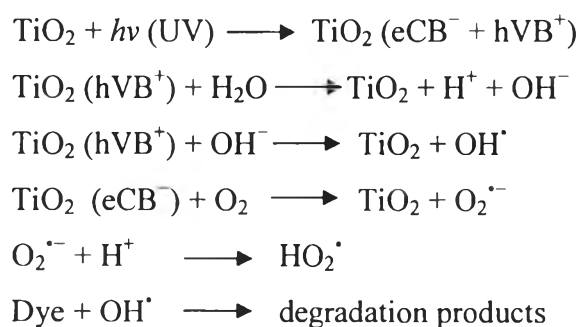 TiO₂ + hν (UV) ⟶ TiO₂ (eCB⁻ + hVB⁺)
TiO₂ (hVB⁺) + H₂O ⟶ TiO₂ + H⁺ + OH⁻
TiO₂ (hVB⁺) + OH⁻ ⟶ TiO₂ + OH•
TiO₂ (eCB⁻) + O₂ ⟶ TiO₂ + O₂•⁻
O₂•⁻ + H⁺ ⟶ HO₂•
Dye + OH• ⟶ degradation products